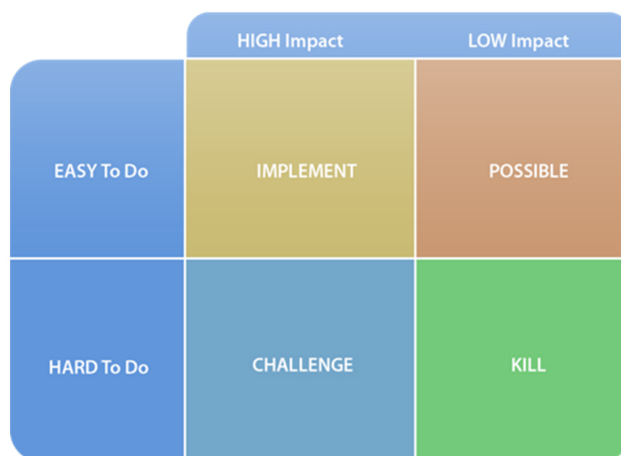 HIGH Impact LOW Impact
EASY To Do IMPLEMENT POSSIBLE
HARD To Do CHALLENGE KILL